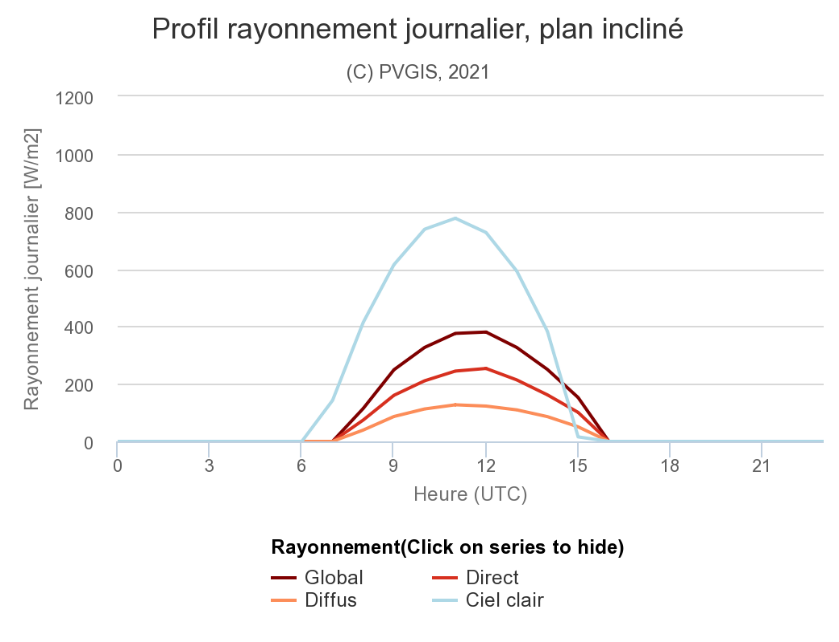 Profil rayonnement journalier, plan incliné
(C) PVGIS, 2021
Rayonnement journalier [W/m2]
1200
1000
800
600
400
200
0
0 3 6 9 12 15 18 21
Heure (UTC)
Rayonnement(Click on series to hide)
Global Direct
Diffus Ciel clair